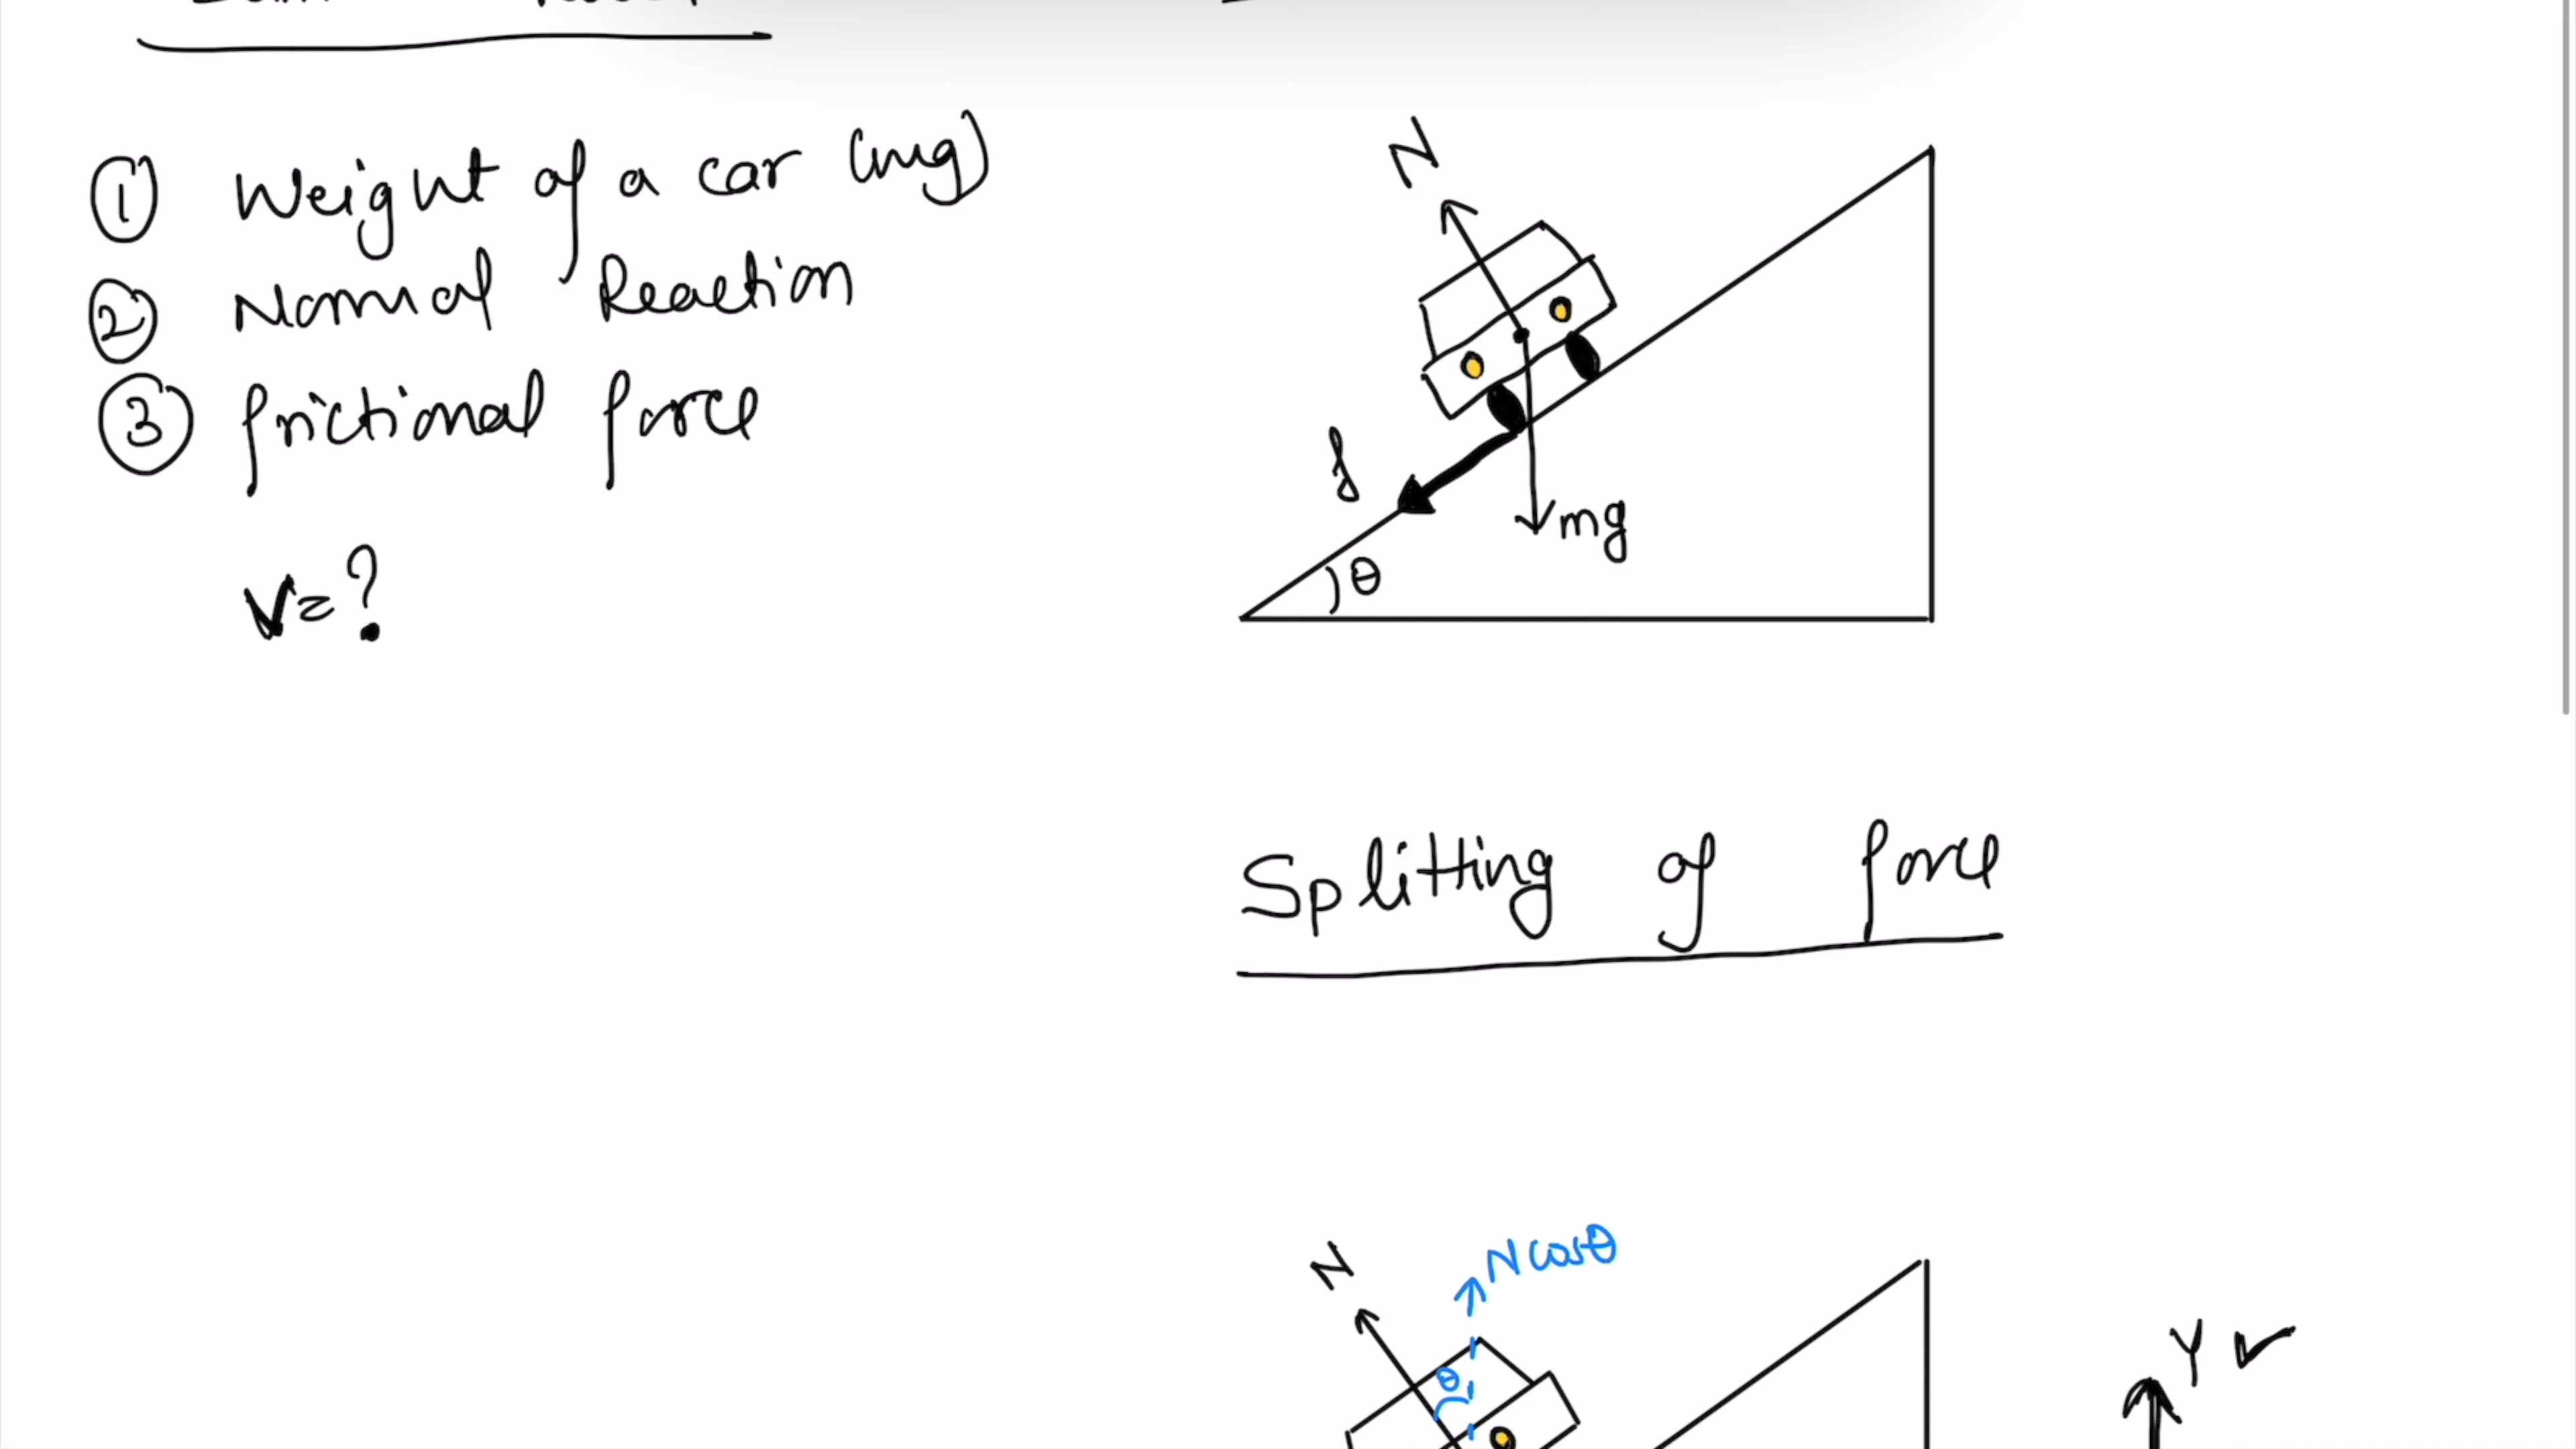 ① Weight of a car (mg)
② Normal Reaction
③ frictional force
V=?
N
f
mg
θ
Splitting of force
N
N cosθ
θ
Y